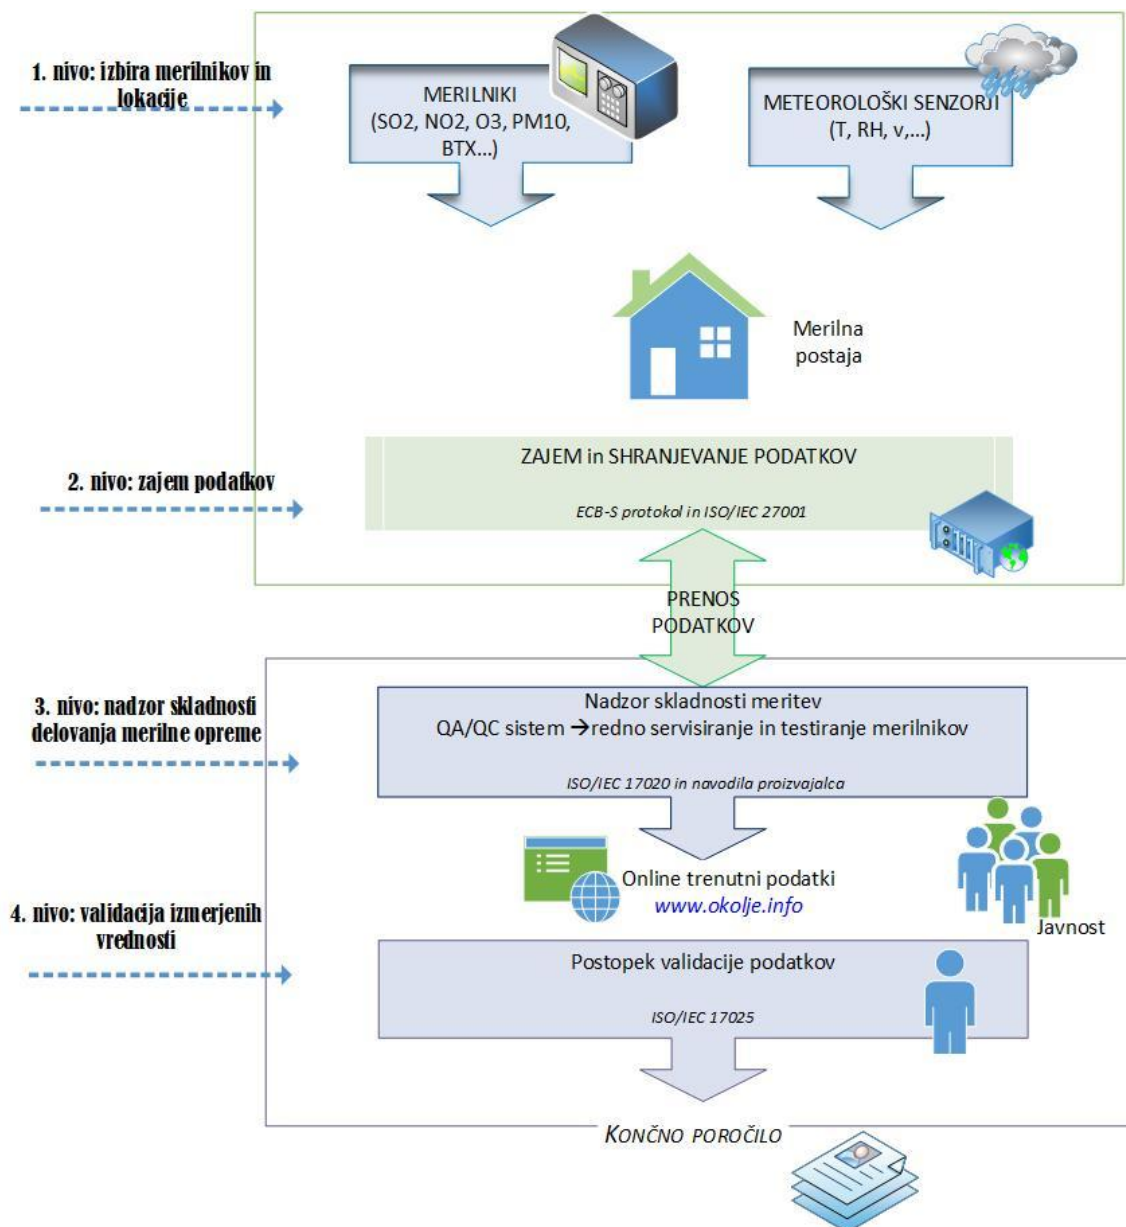 1. nivo: izbira merilnikov in
lokacije
MERILNIKI
(SO2, NO2, O3, PM10,
BTX...)
METEOROLOŠKI SENZORJI
(T, RH, v,...)
Merilna
postaja
2. nivo: zajem podatkov
ZAJEM in SHRANJEVANJE PODATKOV
ECB-S protokol in ISO/IEC 27001
PRENOS
PODATKOV
3. nivo: nadzor skladnosti
delovanja merilne opreme
Nadzor skladnosti meritev
QA/QC sistem →redno servisiranje in testiranje merilnikov
ISO/IEC 17020 in navodila proizvajalca
Online trenutni podatki
www.okolje.info
Javnost
4. nivo: validacija izmerjenih
vrednosti
Postopek validacije podatkov
ISO/IEC 17025
KONČNO POROČILO